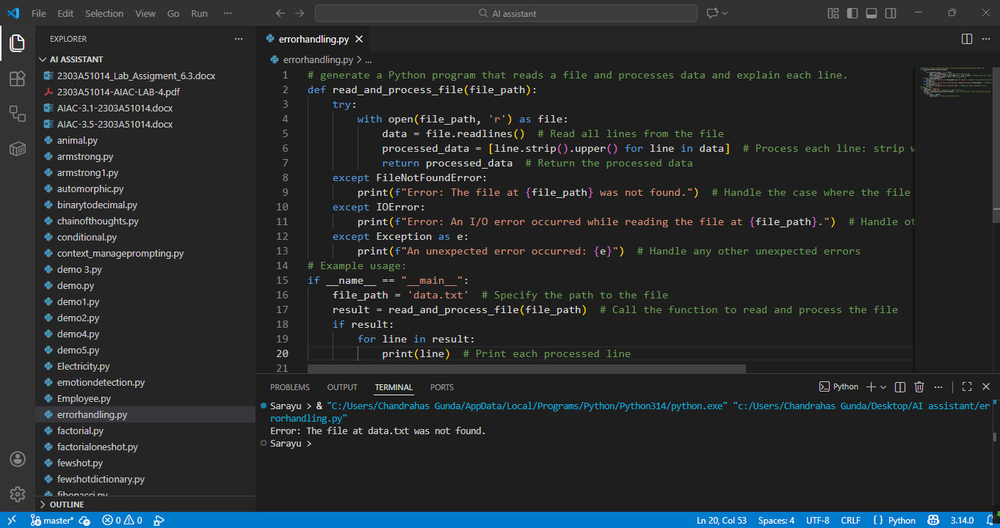 File Edit Selection View Go Run ··· AI assistant
EXPLORER ···
AI ASSISTANT
2303A51014_Lab_Assigment_6.3.docx
2303A51014-AIAC-LAB-4.pdf
AIAC-3.1-2303A51014.docx
AIAC-3.5-2303A51014.docx
animal.py
armstrong.py
armstrong1.py
automorphic.py
binarytodecimal.py
chainofthoughts.py
conditional.py
context_manageprompting.py
demo 3.py
demo.py
demo1.py
demo2.py
demo4.py
demo5.py
Electricity.py
emotiondetection.py
Employee.py
errorhandling.py
factorial.py
factorialoneshot.py
fewshot.py
fewshotdictionary.py
fibonacci.py
OUTLINE
errorhandling.py
errorhandling.py > ...
1 # generate a Python program that reads a file and processes data and explain each line.
2 def read_and_process_file(file_path):
3 try:
4 with open(file_path, 'r') as file:
5 data = file.readlines()  # Read all lines from the file
6 processed_data = [line.strip().upper() for line in data]  # Process each line: strip w
7 return processed_data  # Return the processed data
8 except FileNotFoundError:
9 print(f"Error: The file at {file_path} was not found.")  # Handle the case where the file
10 except IOError:
11 print(f"Error: An I/O error occurred while reading the file at {file_path}.")  # Handle ot
12 except Exception as e:
13 print(f"An unexpected error occurred: {e}")  # Handle any other unexpected errors
14 # Example usage:
15 if __name__ == "__main__":
16 file_path = 'data.txt'  # Specify the path to the file
17 result = read_and_process_file(file_path)  # Call the function to read and process the file
18 if result:
19 for line in result:
20 print(line)  # Print each processed line
21
PROBLEMS OUTPUT TERMINAL PORTS Python
Sarayu > & "C:/Users/Chandrahas Gunda/AppData/Local/Programs/Python/Python314/python.exe" "c:/Users/Chandrahas Gunda/Desktop/AI assistant/er
rorhandling.py"
Error: The file at data.txt was not found.
Sarayu >
master* 0 0 Ln 20, Col 53 Spaces: 4 UTF-8 CRLF { } Python 3.14.0